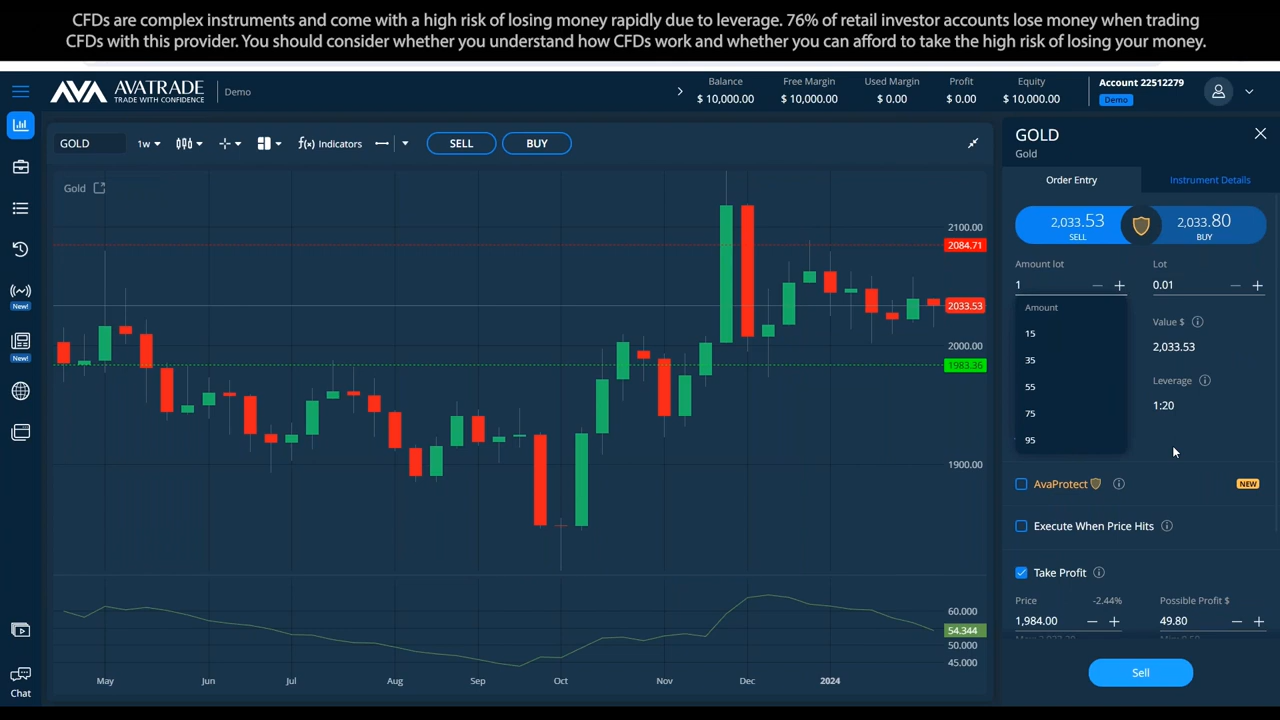 CFDs are complex instruments and come with a high risk of losing money rapidly due to leverage. 76% of retail investor accounts lose money when trading
CFDs with this provider. You should consider whether you understand how CFDs work and whether you can afford to take the high risk of losing your money.
AVA AVATRADE
TRADE WITH CONFIDENCE
Demo
Balance
$ 10,000.00
Free Margin
$ 10,000.00
Used Margin
$ 0.00
Profit
$ 0.00
Equity
$ 10,000.00
Account 22512279
Demo
GOLD
1w
f(x) Indicators
SELL
BUY
Gold
2100.00
2084.71
2033.53
2000.00
1983.36
1900.00
60.000
54.344
50.000
45.000
May
Jun
Jul
Aug
Sep
Oct
Nov
Dec
2024
New!
New!
Chat
GOLD
Gold
Order Entry
Instrument Details
2,033.53
SELL
2,033.80
BUY
Amount lot
1
Lot
0.01
Amount
15
35
55
75
95
Value $
2,033.53
Leverage
1:20
AvaProtect
NEW
Execute When Price Hits
Take Profit
Price
-2.44%
Possible Profit $
1,984.00
49.80
Sell